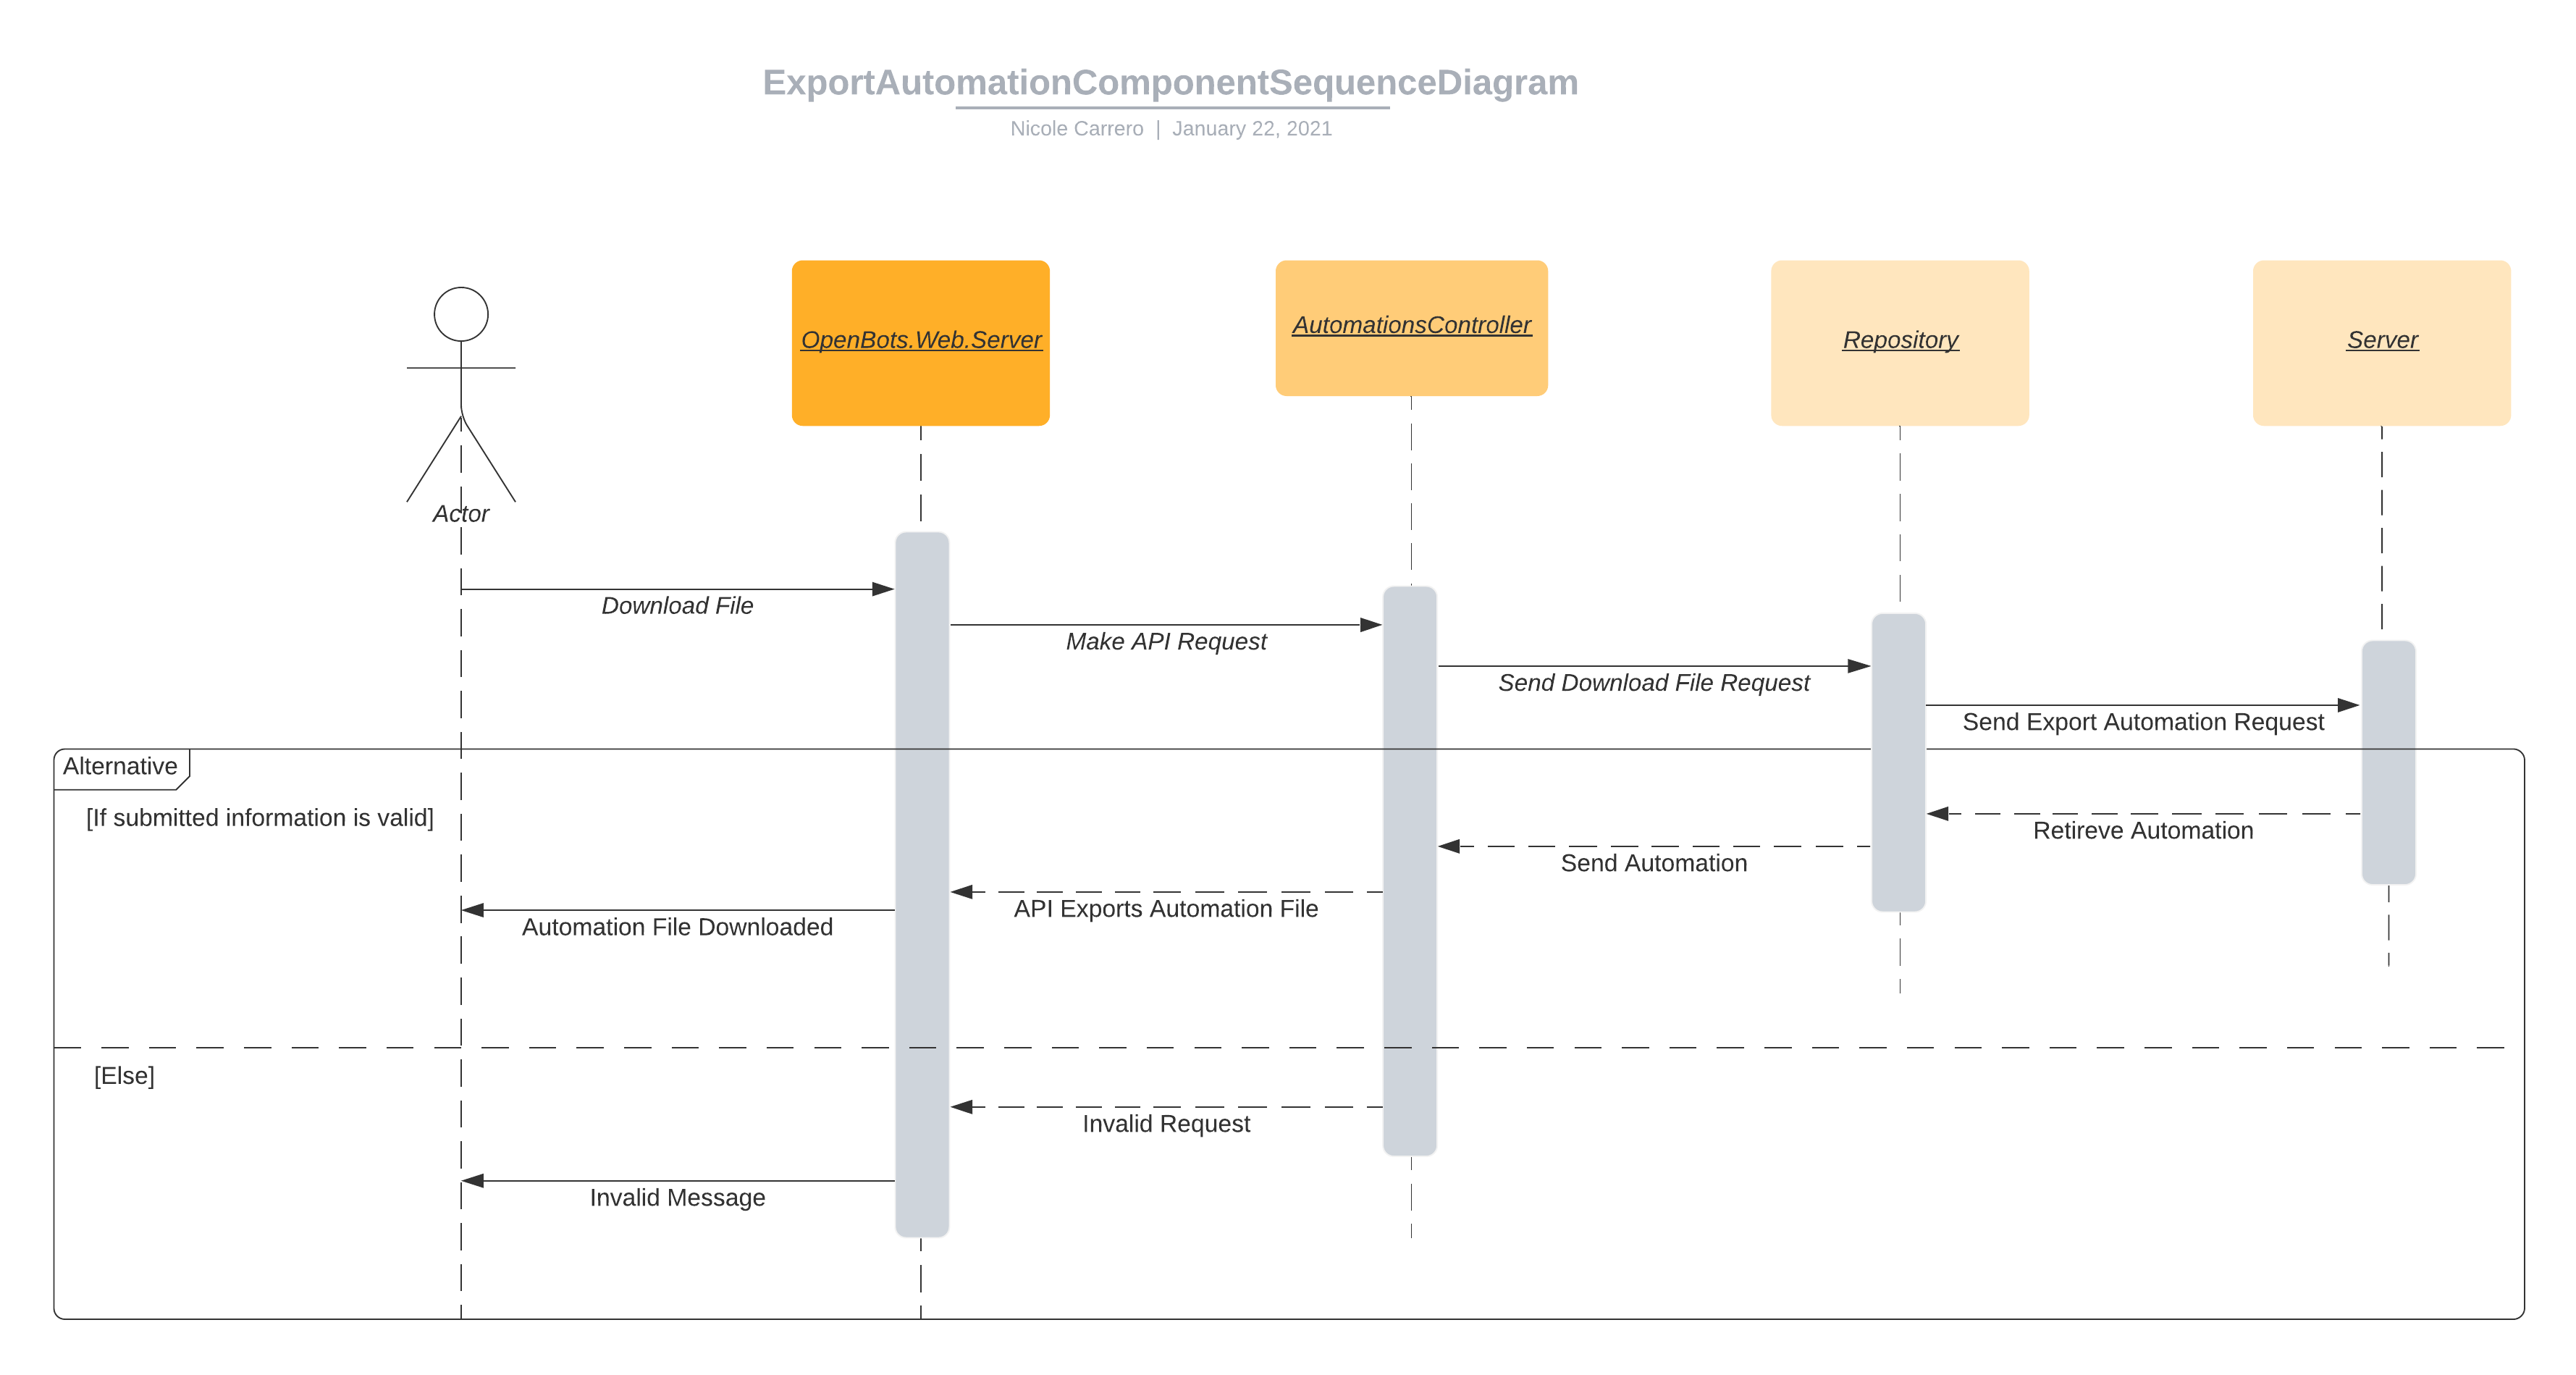 ExportAutomationComponentSequenceDiagram
Nicole Carrero | January 22, 2021
OpenBots.Web.Server
AutomationsController
Repository
Server
Actor
Download File
Make API Request
Send Download File Request
Send Export Automation Request
Alternative
[If submitted information is valid]
Retireve Automation
Send Automation
API Exports Automation File
Automation File Downloaded
[Else]
Invalid Request
Invalid Message